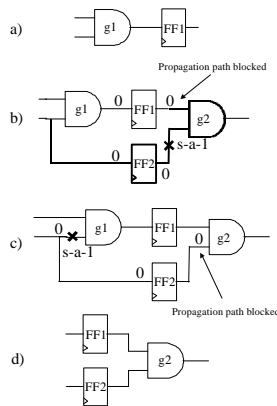 a) g1 FF1
Propagation path blocked
b) g1 0 FF1 0 g2
s-a-1
0 FF2 0
c) 0 g1 FF1 0 g2
s-a-1
0 FF2
Propagation path blocked
d) FF1
g2
FF2